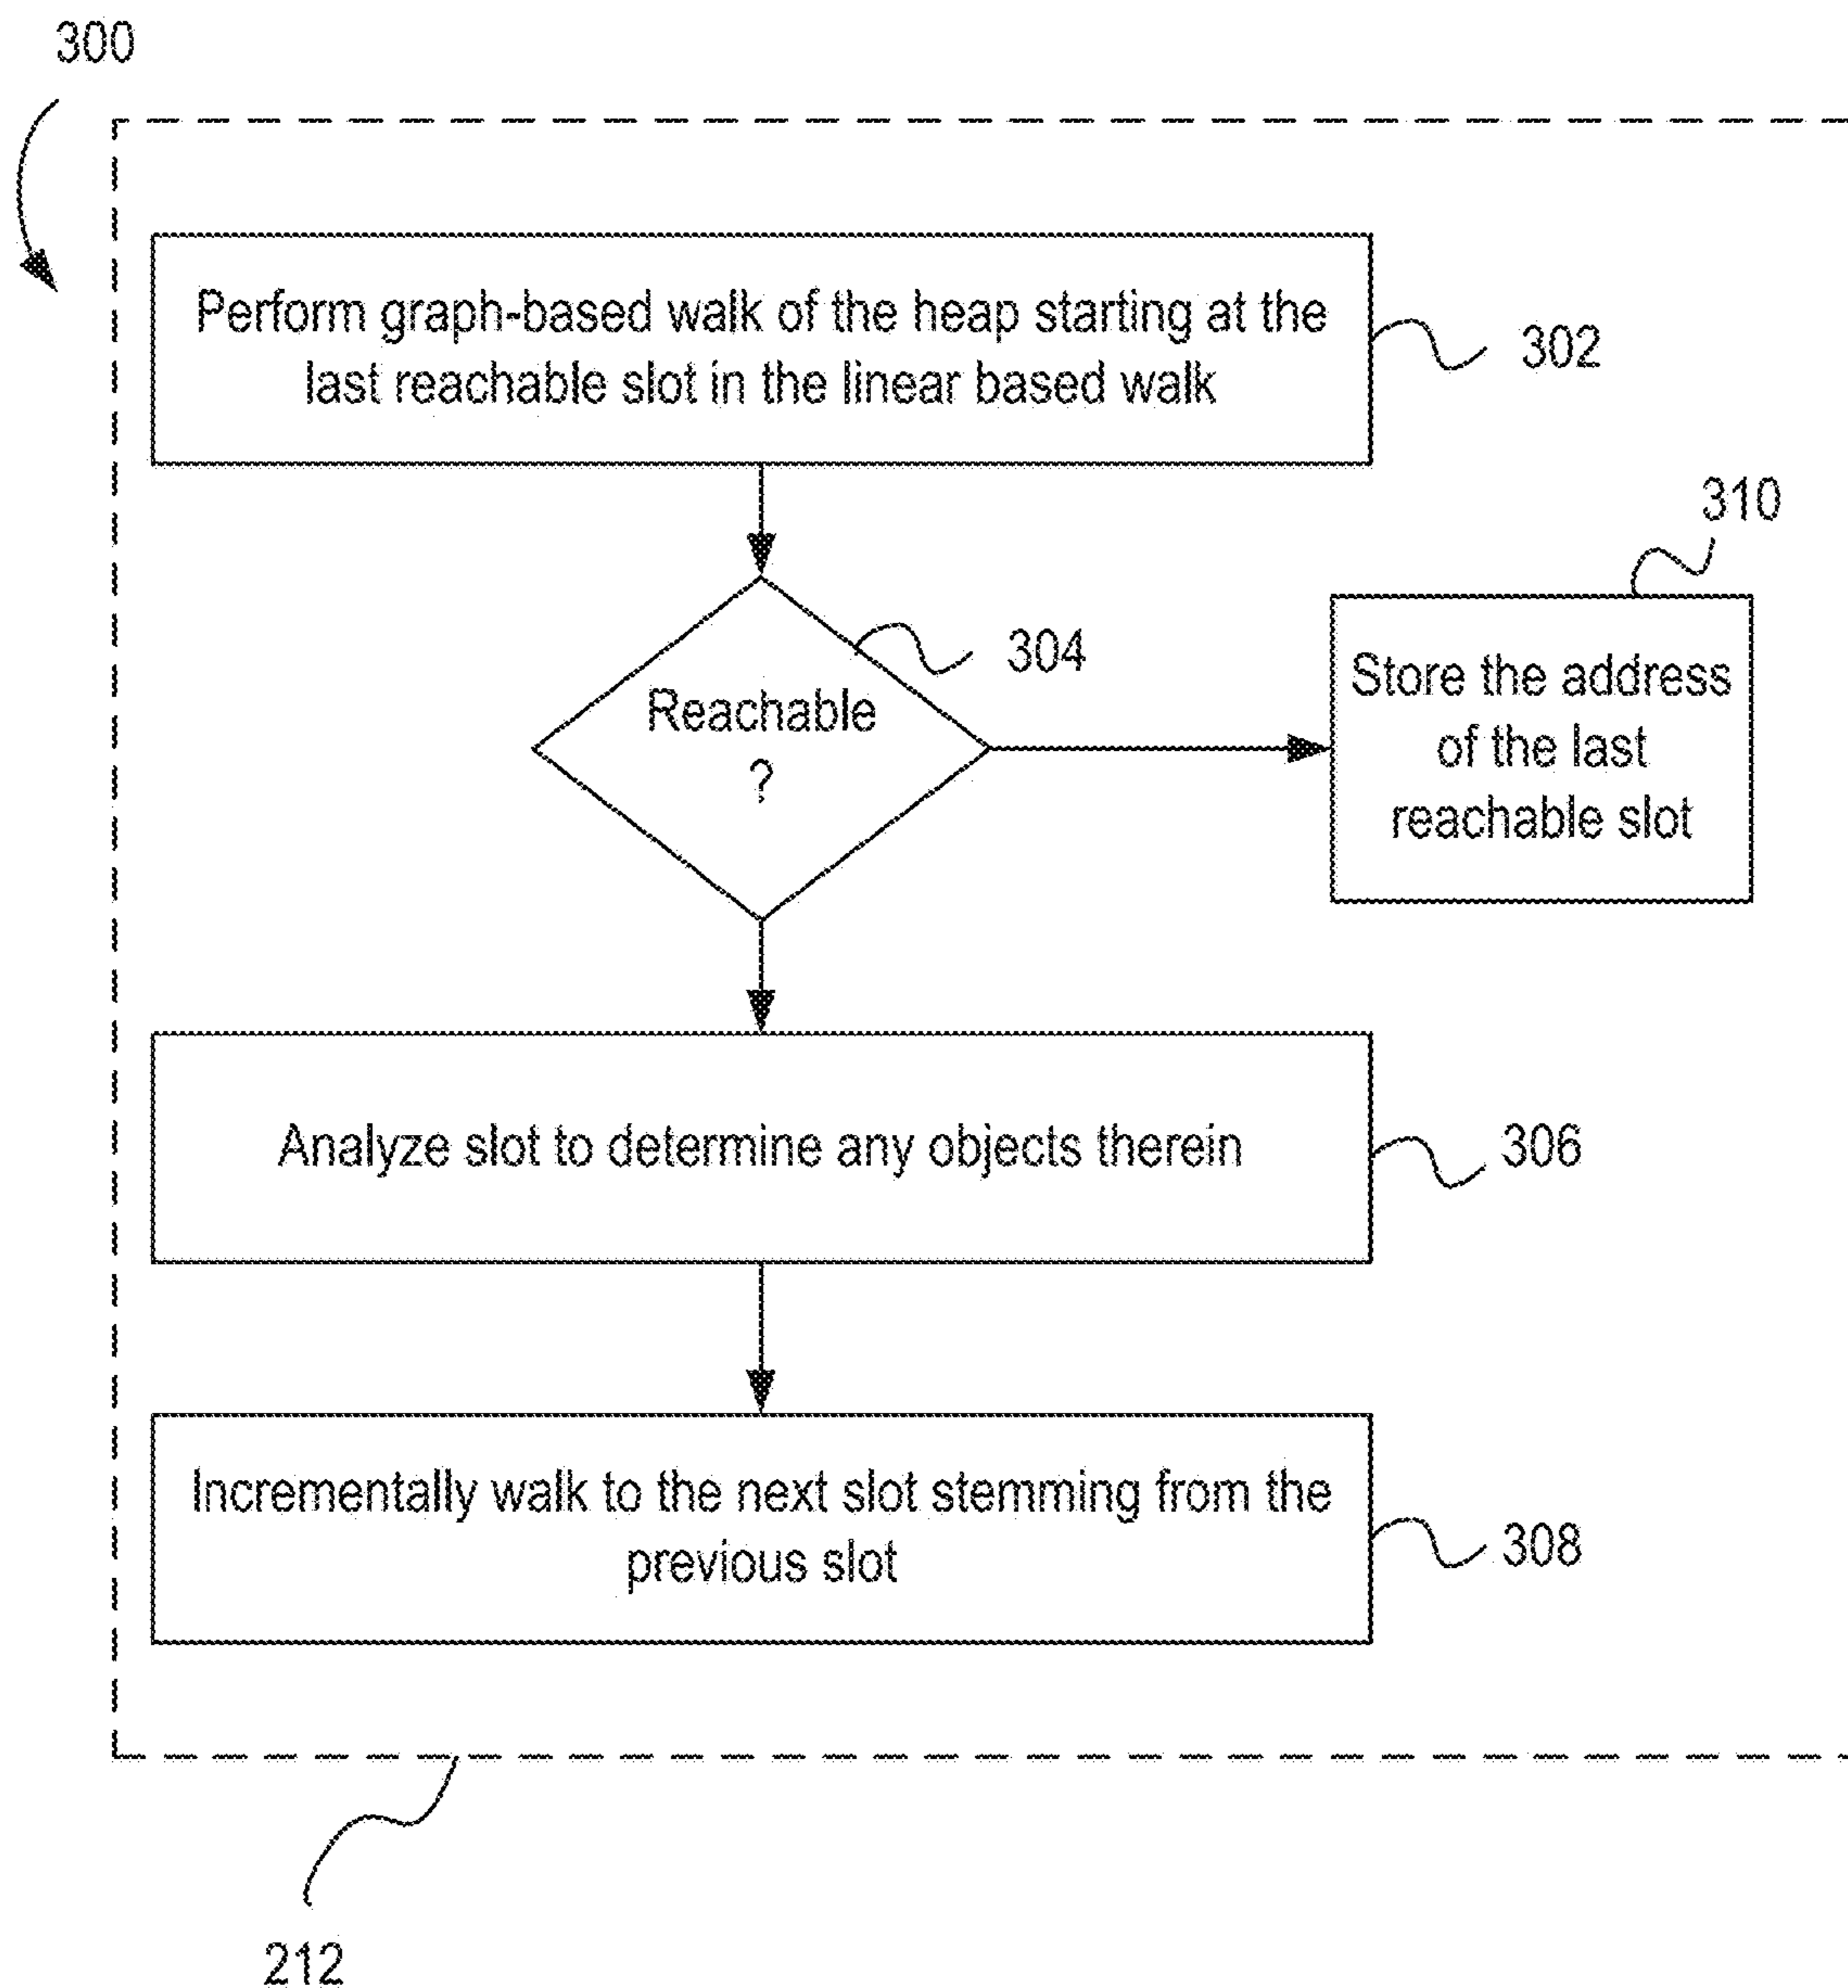 300
Perform graph-based walk of the heap starting at the
last reachable slot in the linear based walk
302
310
304
Reachable
?
Store the address
of the last
reachable slot
Analyze slot to determine any objects therein
306
Incrementally walk to the next slot stemming from the
previous slot
308
212